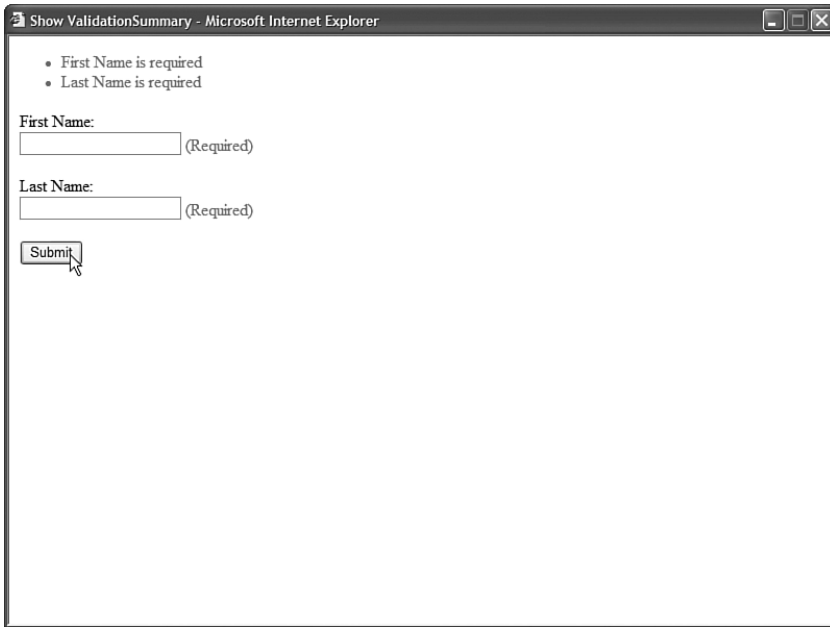 Show ValidationSummary - Microsoft Internet Explorer
• First Name is required
• Last Name is required
First Name:
(Required)
Last Name:
(Required)
Submit